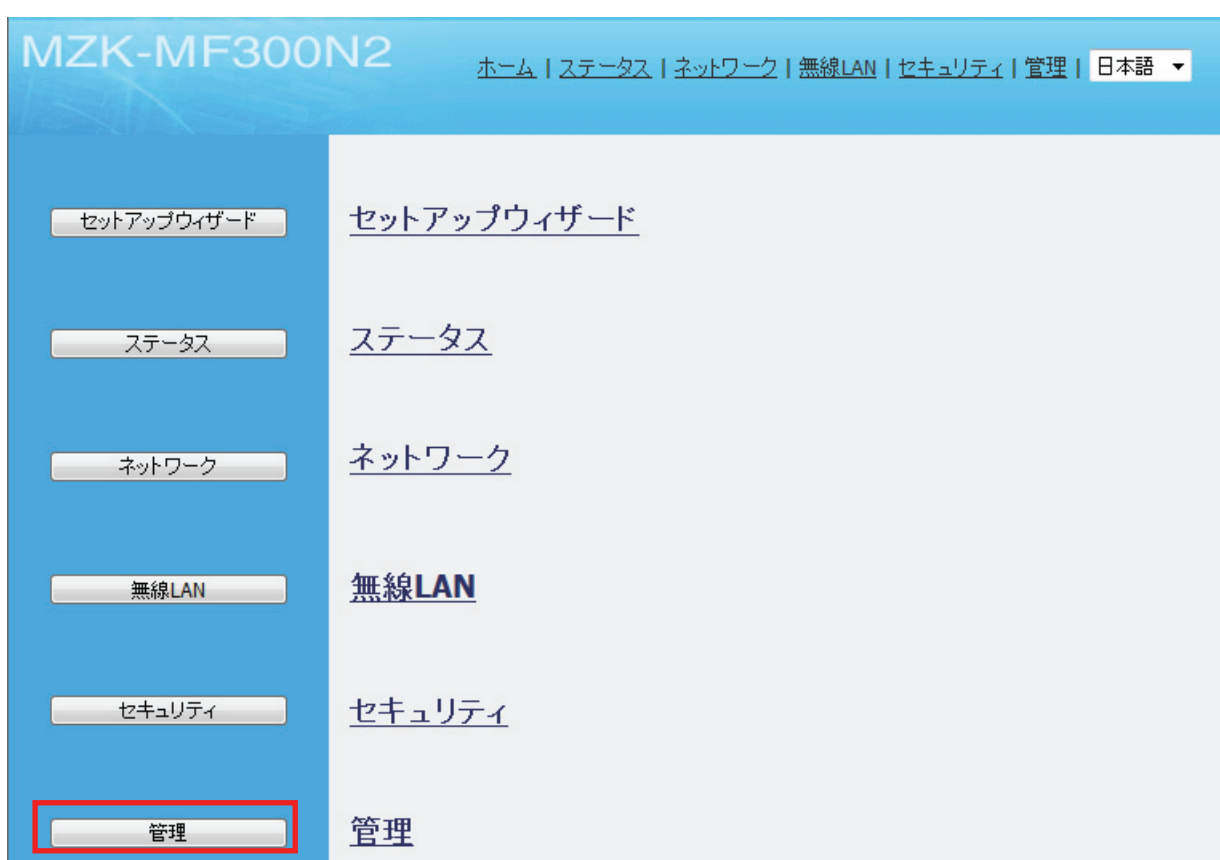 MZK-MF300N2
ホーム | ステータス | ネットワーク | 無線LAN | セキュリティ | 管理 | 日本語
セットアップウィザード セットアップウィザード
ステータス ステータス
ネットワーク ネットワーク
無線LAN 無線LAN
セキュリティ セキュリティ
管理 管理